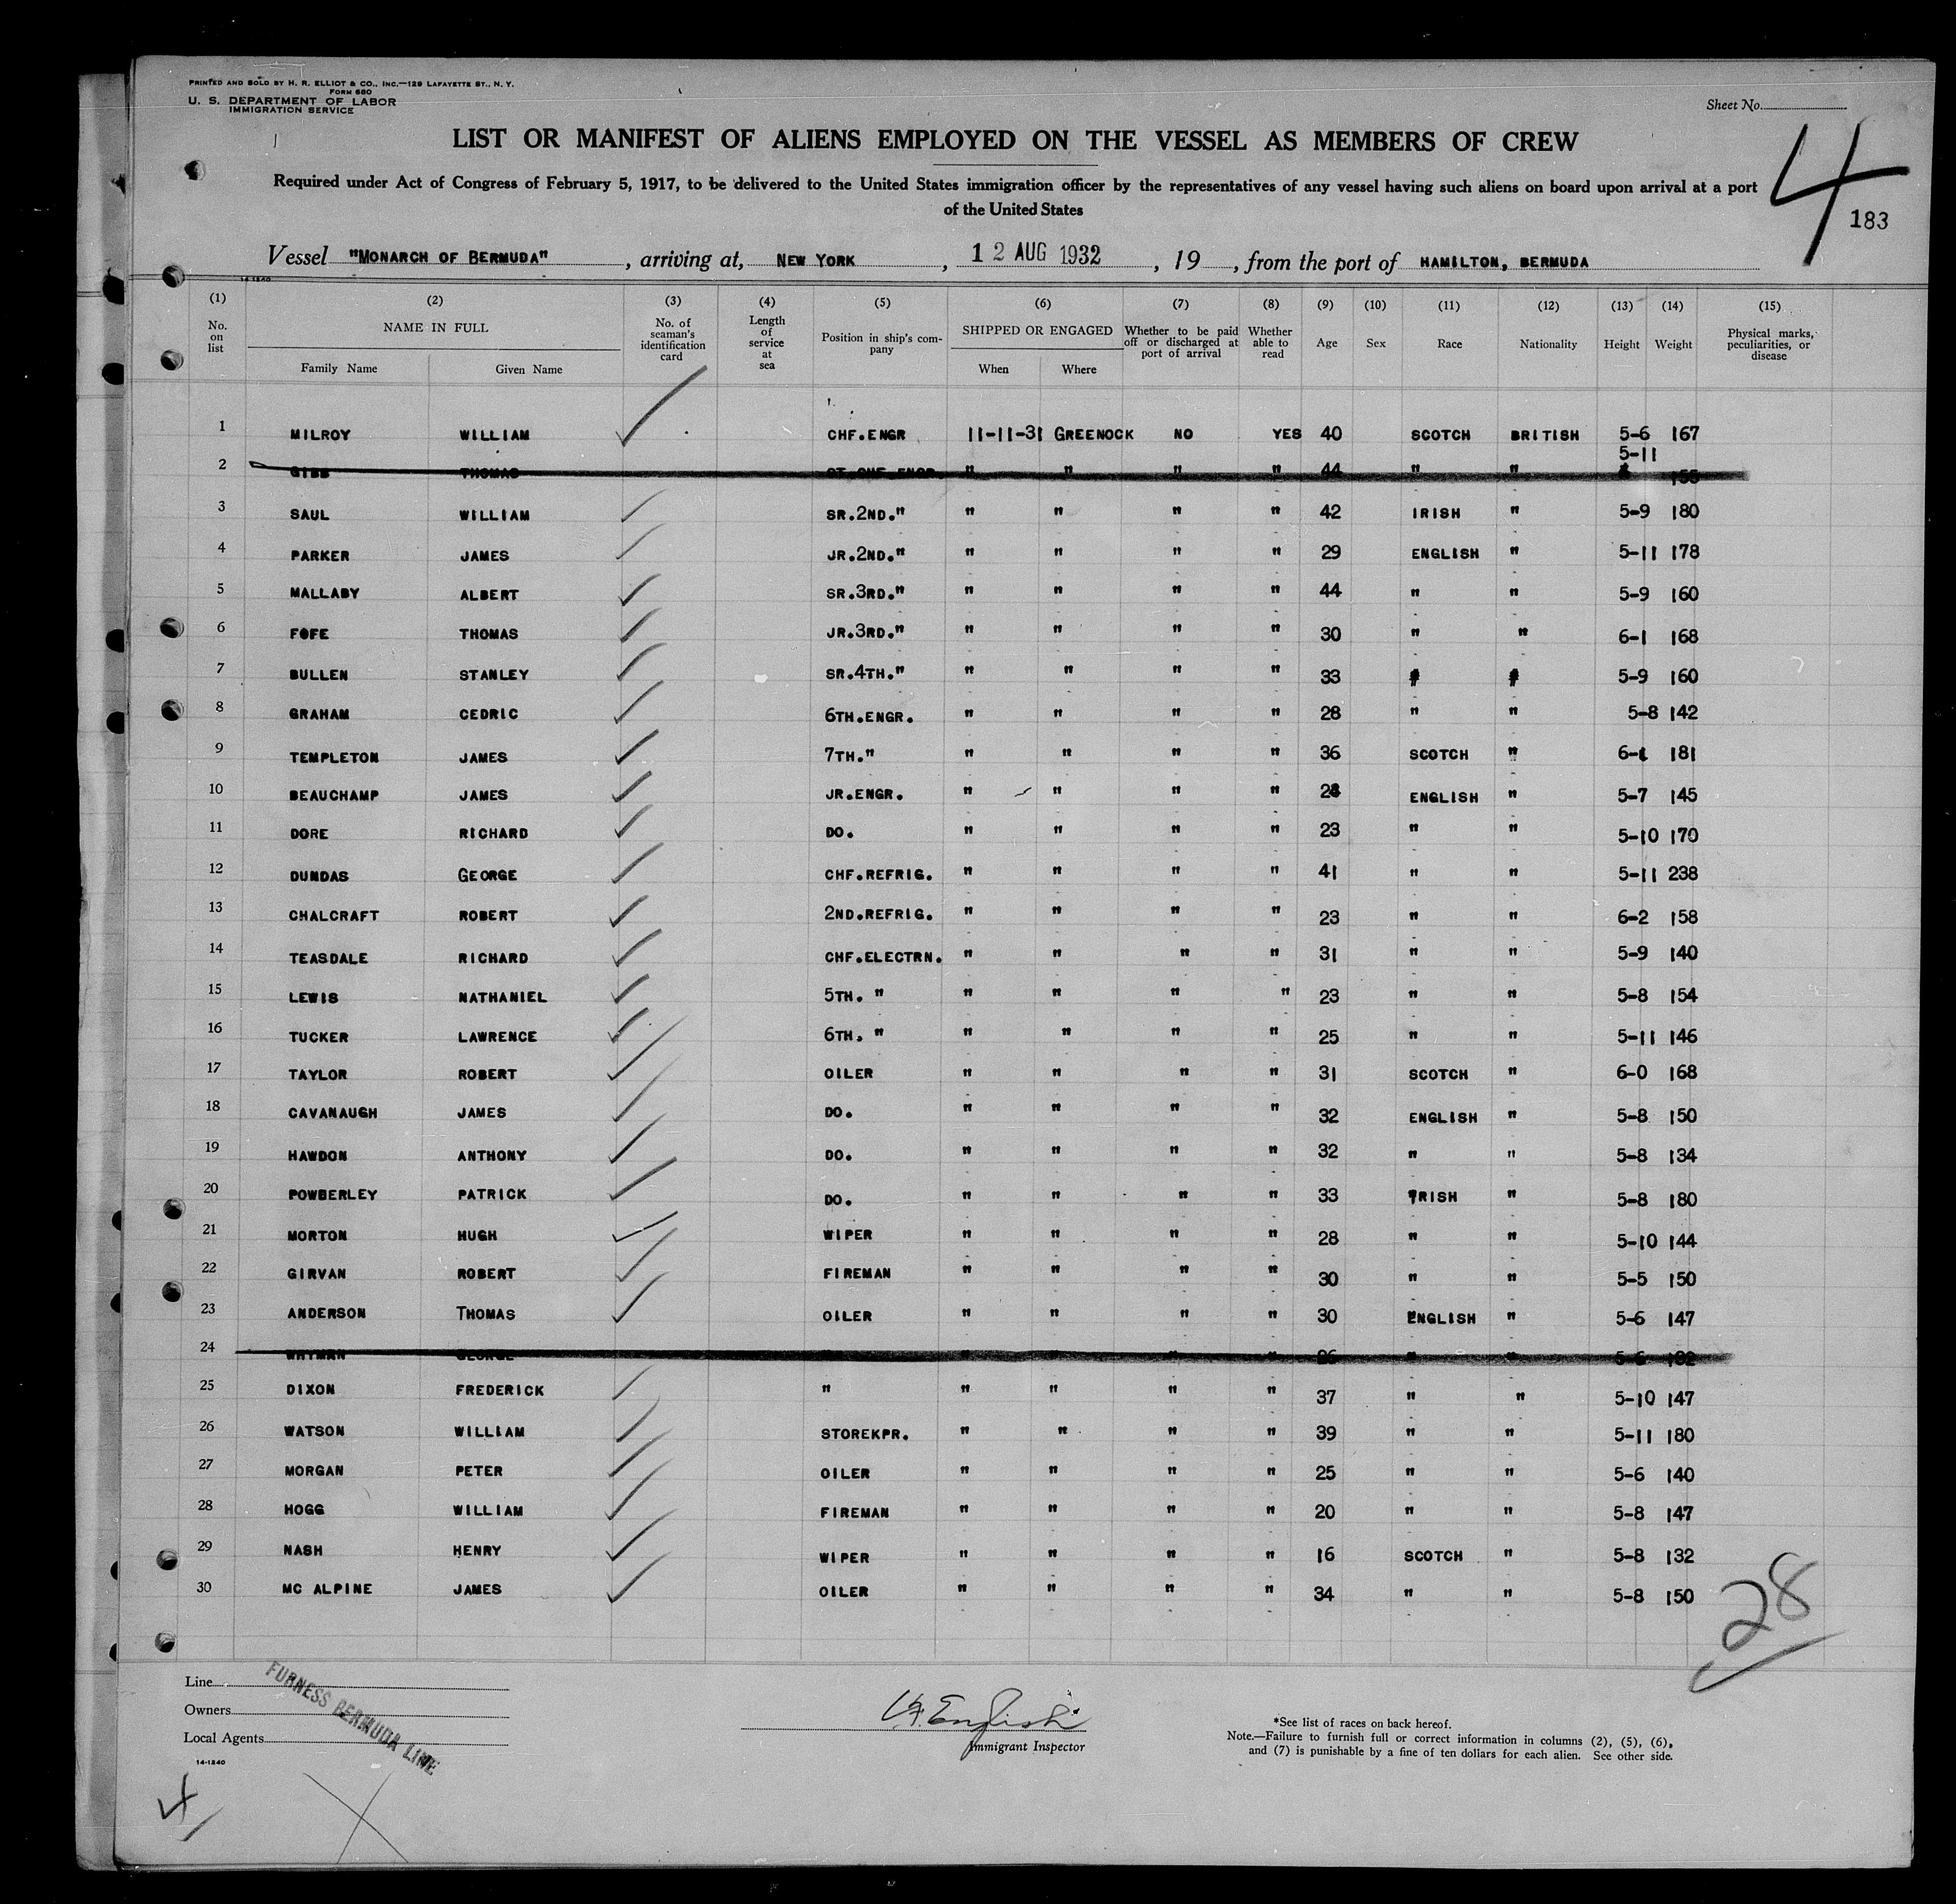 PRINTED AND SOLD BY H. R. ELLIOT & CO., INC.—129 LAFAYETTE ST., N. Y.
FORM 680
U. S. DEPARTMENT OF LABOR
IMMIGRATION SERVICE
Sheet No.
LIST OR MANIFEST OF ALIENS EMPLOYED ON THE VESSEL AS MEMBERS OF CREW
4
Required under Act of Congress of February 5, 1917, to be delivered to the United States immigration officer by the representatives of any vessel having such aliens on board upon arrival at a port
of the United States
183
Vessel "MONARCH OF BERMUDA", arriving at, NEW YORK, 12 AUG 1932, 19, from the port of HAMILTON, BERMUDA
14-1240
(1) (2) (3) (4) (5) (6) (7) (8) (9) (10) (11) (12) (13) (14) (15)
No. on list NAME IN FULL Family Name Given Name No. of seaman's identification card Length of service at sea Position in ship's company SHIPPED OR ENGAGED When Where Whether to be paid off or discharged at port of arrival Whether able to read Age Sex Race Nationality Height Weight Physical marks, peculiarities, or disease
1 MILROY WILLIAM CHF.ENGR 11-11-31 GREENOCK NO YES 40 SCOTCH BRITISH 5-6 167
5-11
2 GIBB THOMAS " " " " 44 " "
3 SAUL WILLIAM SR.2ND." " " " " 42 IRISH " 5-9 180
4 PARKER JAMES JR.2ND." " " " " 29 ENGLISH " 5-11 178
5 MALLABY ALBERT SR.3RD." " " " " 44 " " 5-9 160
6 FOFE THOMAS JR.3RD." " " " " 30 " " 6-1 168
7 BULLEN STANLEY SR.4TH." " " " " 33 5-9 160
8 GRAHAM CEDRIC 6TH.ENGR. " " " " 28 " " 5-8 142
9 TEMPLETON JAMES 7TH." " " " " 36 SCOTCH " 6-1 181
10 BEAUCHAMP JAMES JR.ENGR. " " " " 28 ENGLISH " 5-7 145
11 DORE RICHARD DO. " " " " 23 " " 5-10 170
12 DUNDAS GEORGE CHF.REFRIG. " " " " 41 " " 5-11 238
13 CHALCRAFT ROBERT 2ND.REFRIG. " " " " 23 " " 6-2 158
14 TEASDALE RICHARD CHF.ELECTRN. " " " " 31 " " 5-9 140
15 LEWIS NATHANIEL 5TH. " " " " " 23 " " 5-8 154
16 TUCKER LAWRENCE 6TH. " " " " " 25 " " 5-11 146
17 TAYLOR ROBERT OILER " " " " 31 SCOTCH " 6-0 168
18 CAVANAUGH JAMES DO. " " " " 32 ENGLISH " 5-8 150
19 HAWDON ANTHONY DO. " " " " 32 " " 5-8 134
20 POWBERLEY PATRICK DO. " " " " 33 IRISH " 5-8 180
21 MORTON HUGH WIPER " " " " 28 " " 5-10 144
22 GIRVAN ROBERT FIREMAN " " " " 30 " " 5-5 150
23 ANDERSON THOMAS OILER " " " " 30 ENGLISH " 5-6 147
24 GEORGE
25 DIXON FREDERICK " " " " " 37 " " 5-10 147
26 WATSON WILLIAM STOREKPR. " " " " 39 " " 5-11 180
27 MORGAN PETER OILER " " " " 25 " " 5-6 140
28 HOGG WILLIAM FIREMAN " " " " 20 " " 5-8 147
29 NASH HENRY WIPER " " " " 16 SCOTCH " 5-8 132
30 MC ALPINE JAMES OILER " " " " 34 " " 5-8 150
28
Line
Owners
Local Agents
FURNESS BERMUDA LINE
14-1240
English
Immigrant Inspector
*See list of races on back hereof.
Note.—Failure to furnish full or correct information in columns (2), (5), (6),
and (7) is punishable by a fine of ten dollars for each alien. See other side.
4